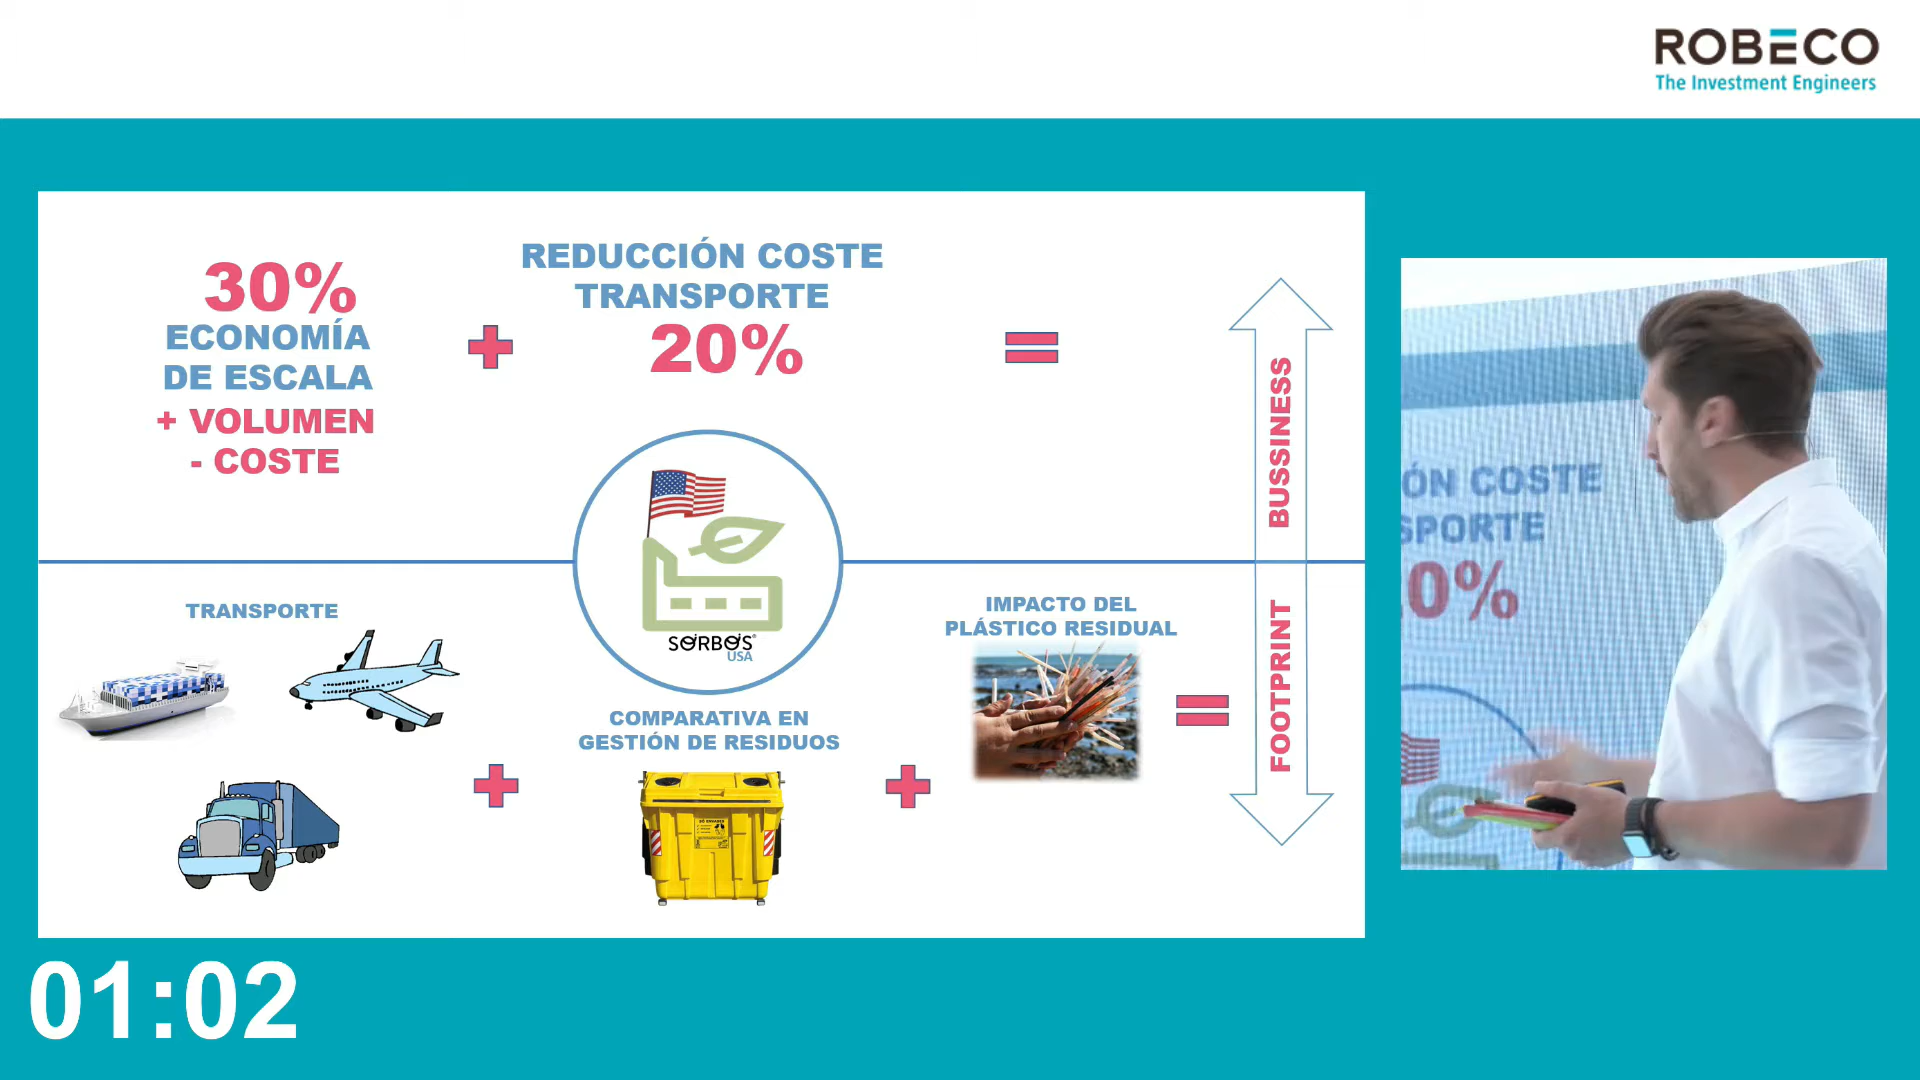 ROBECO
The Investment Engineers
30%
ECONOMÍA
DE ESCALA
+ VOLUMEN
- COSTE
REDUCCIÓN COSTE
TRANSPORTE
20%
BUSSINESS
SORBOS®
USA
TRANSPORTE
COMPARATIVA EN
GESTIÓN DE RESIDUOS
IMPACTO DEL
PLÁSTICO RESIDUAL
FOOTPRINT
ÓN COSTE
SPORTE
0%
01:02